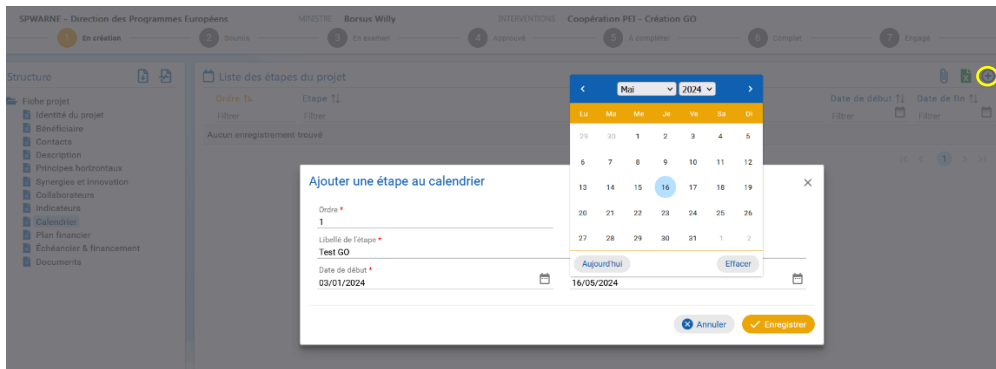 SPWARNE - Direction des Programmes Européens MINISTRE Borsus Willy INTERVENTIONS Coopération PEI - Création GO
1 En création 2 Soumis 3 En examen 4 Approuvé 5 A compléter 6 Complet 7 Engagé
Structure
Fiche projet
Identité du projet
Bénéficiaire
Contacts
Description
Principes horizontaux
Synergies et innovation
Collaborateurs
Indicateurs
Calendrier
Plan financier
Échéancier & financement
Documents
Liste des étapes du projet
Ordre Etape Date de début Date de fin
Filtrer Filtrer Filtrer Filtrer
Aucun enregistrement trouvé
1
Mai 2024
Lu Ma Me Je Ve Sa Di
29 30 1 2 3 4 5
6 7 8 9 10 11 12
13 14 15 16 17 18 19
20 21 22 23 24 25 26
27 28 29 30 31 1 2
Aujourd'hui Effacer
Ajouter une étape au calendrier
Ordre *
1
Libellé de l'étape *
Test GO
Date de début *
03/01/2024 16/05/2024
Annuler Enregistrer